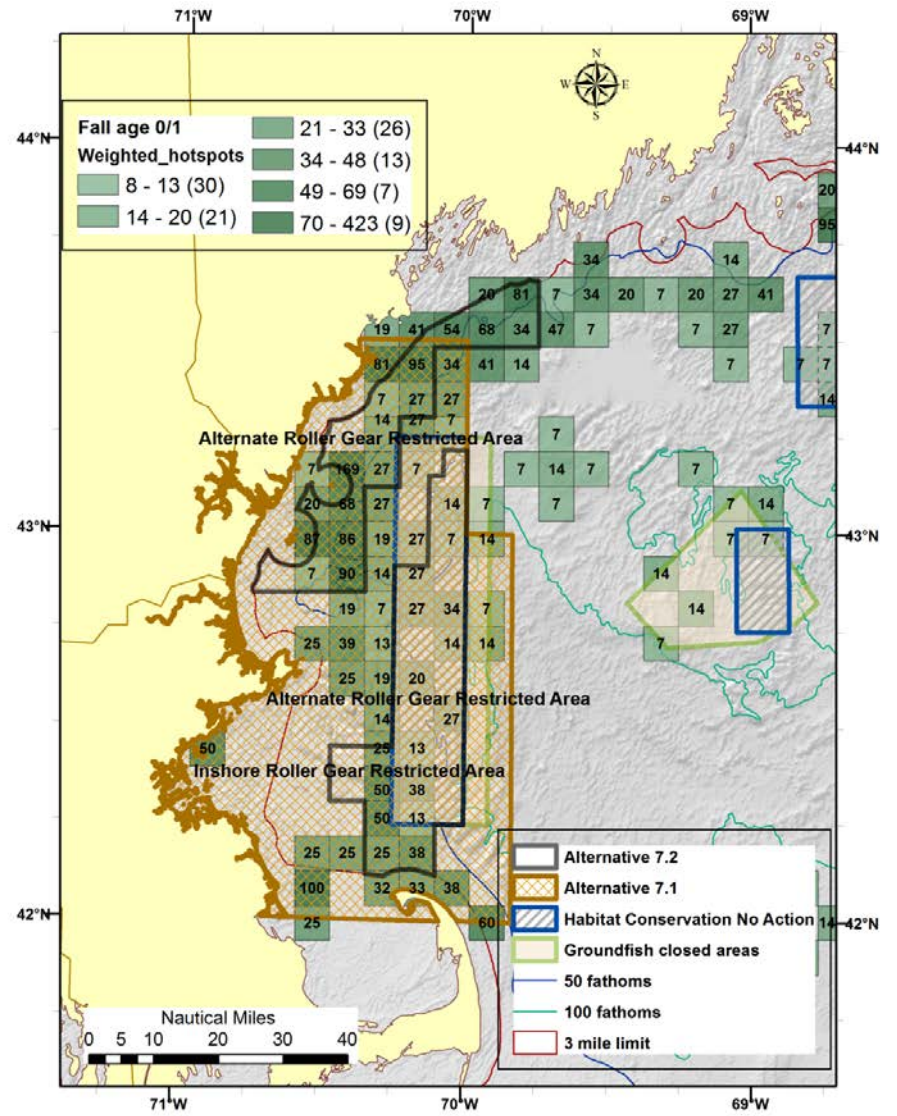 71°W 70°W 69°W
N
W E
S
Fall age 0/1
Weighted_hotspots
8 - 13 (30)
14 - 20 (21)
21 - 33 (26)
34 - 48 (13)
49 - 69 (7)
70 - 423 (9)
44°N 44°N
20
95
34 14
20 81 7 34 20 7 20 27 41
19 41 54 68 34 47 7 7 27 7
81 95 34 41 14 7 7 7
7 27 27 14
14 27 7
7
Alternate Roller Gear Restricted Area
7 169 27 7 7 14 7 7
20 68 27 14 7 7 7 14
43°N 43°N
87 86 19 27 7 14 7 7
7 90 14 27 14
19 7 27 34 7 14
25 39 13 14 14 7
25 19 20
Alternate Roller Gear Restricted Area
14 27
50 25 13
Inshore Roller Gear Restricted Area
50 38
50 13
25 25 25 38
100 32 33 38
42°N 42°N
25 60 14
Alternative 7.2
Alternative 7.1
Habitat Conservation No Action
Groundfish closed areas
50 fathoms
100 fathoms
3 mile limit
Nautical Miles
0 5 10 20 30 40
71°W 70°W 69°W